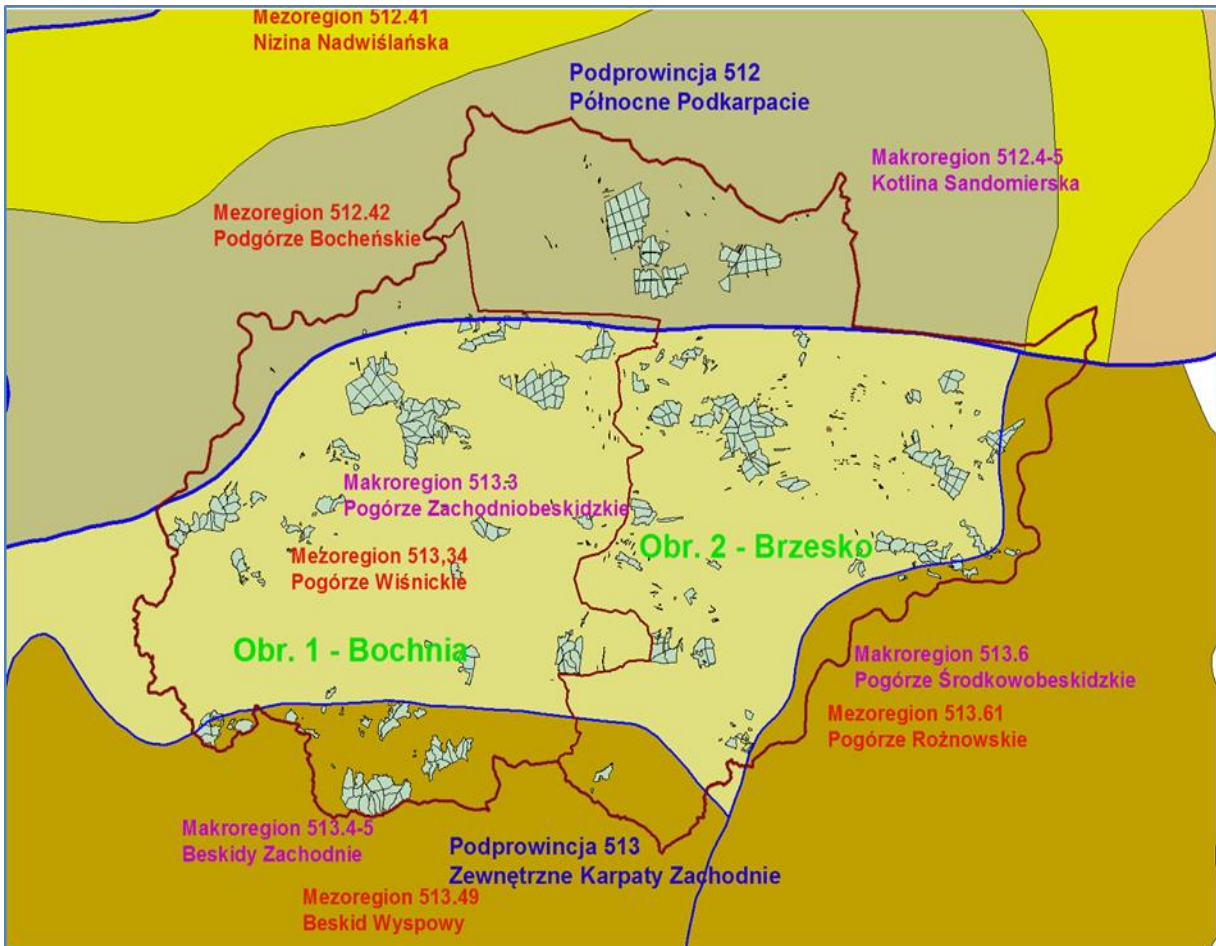 Mezoregion 512.41
Nizina Nadwiślańska
Podprowincja 512
Północne Podkarpacie
Makroregion 512.4-5
Kotlina Sandomierska
Mezoregion 512.42
Podgórze Bocheńskie
Makroregion 513.3
Pogórze Zachodniobeskidzkie
Mezoregion 513,34
Pogórze Wiśnickie
Obr. 2 - Brzesko
Obr. 1 - Bochnia
Makroregion 513.6
Pogórze Środkowobeskidzkie
Mezoregion 513.61
Pogórze Rożnowskie
Makroregion 513.4-5
Beskidy Zachodnie
Podprowincja 513
Zewnętrzne Karpaty Zachodnie
Mezoregion 513.49
Beskid Wyspowy